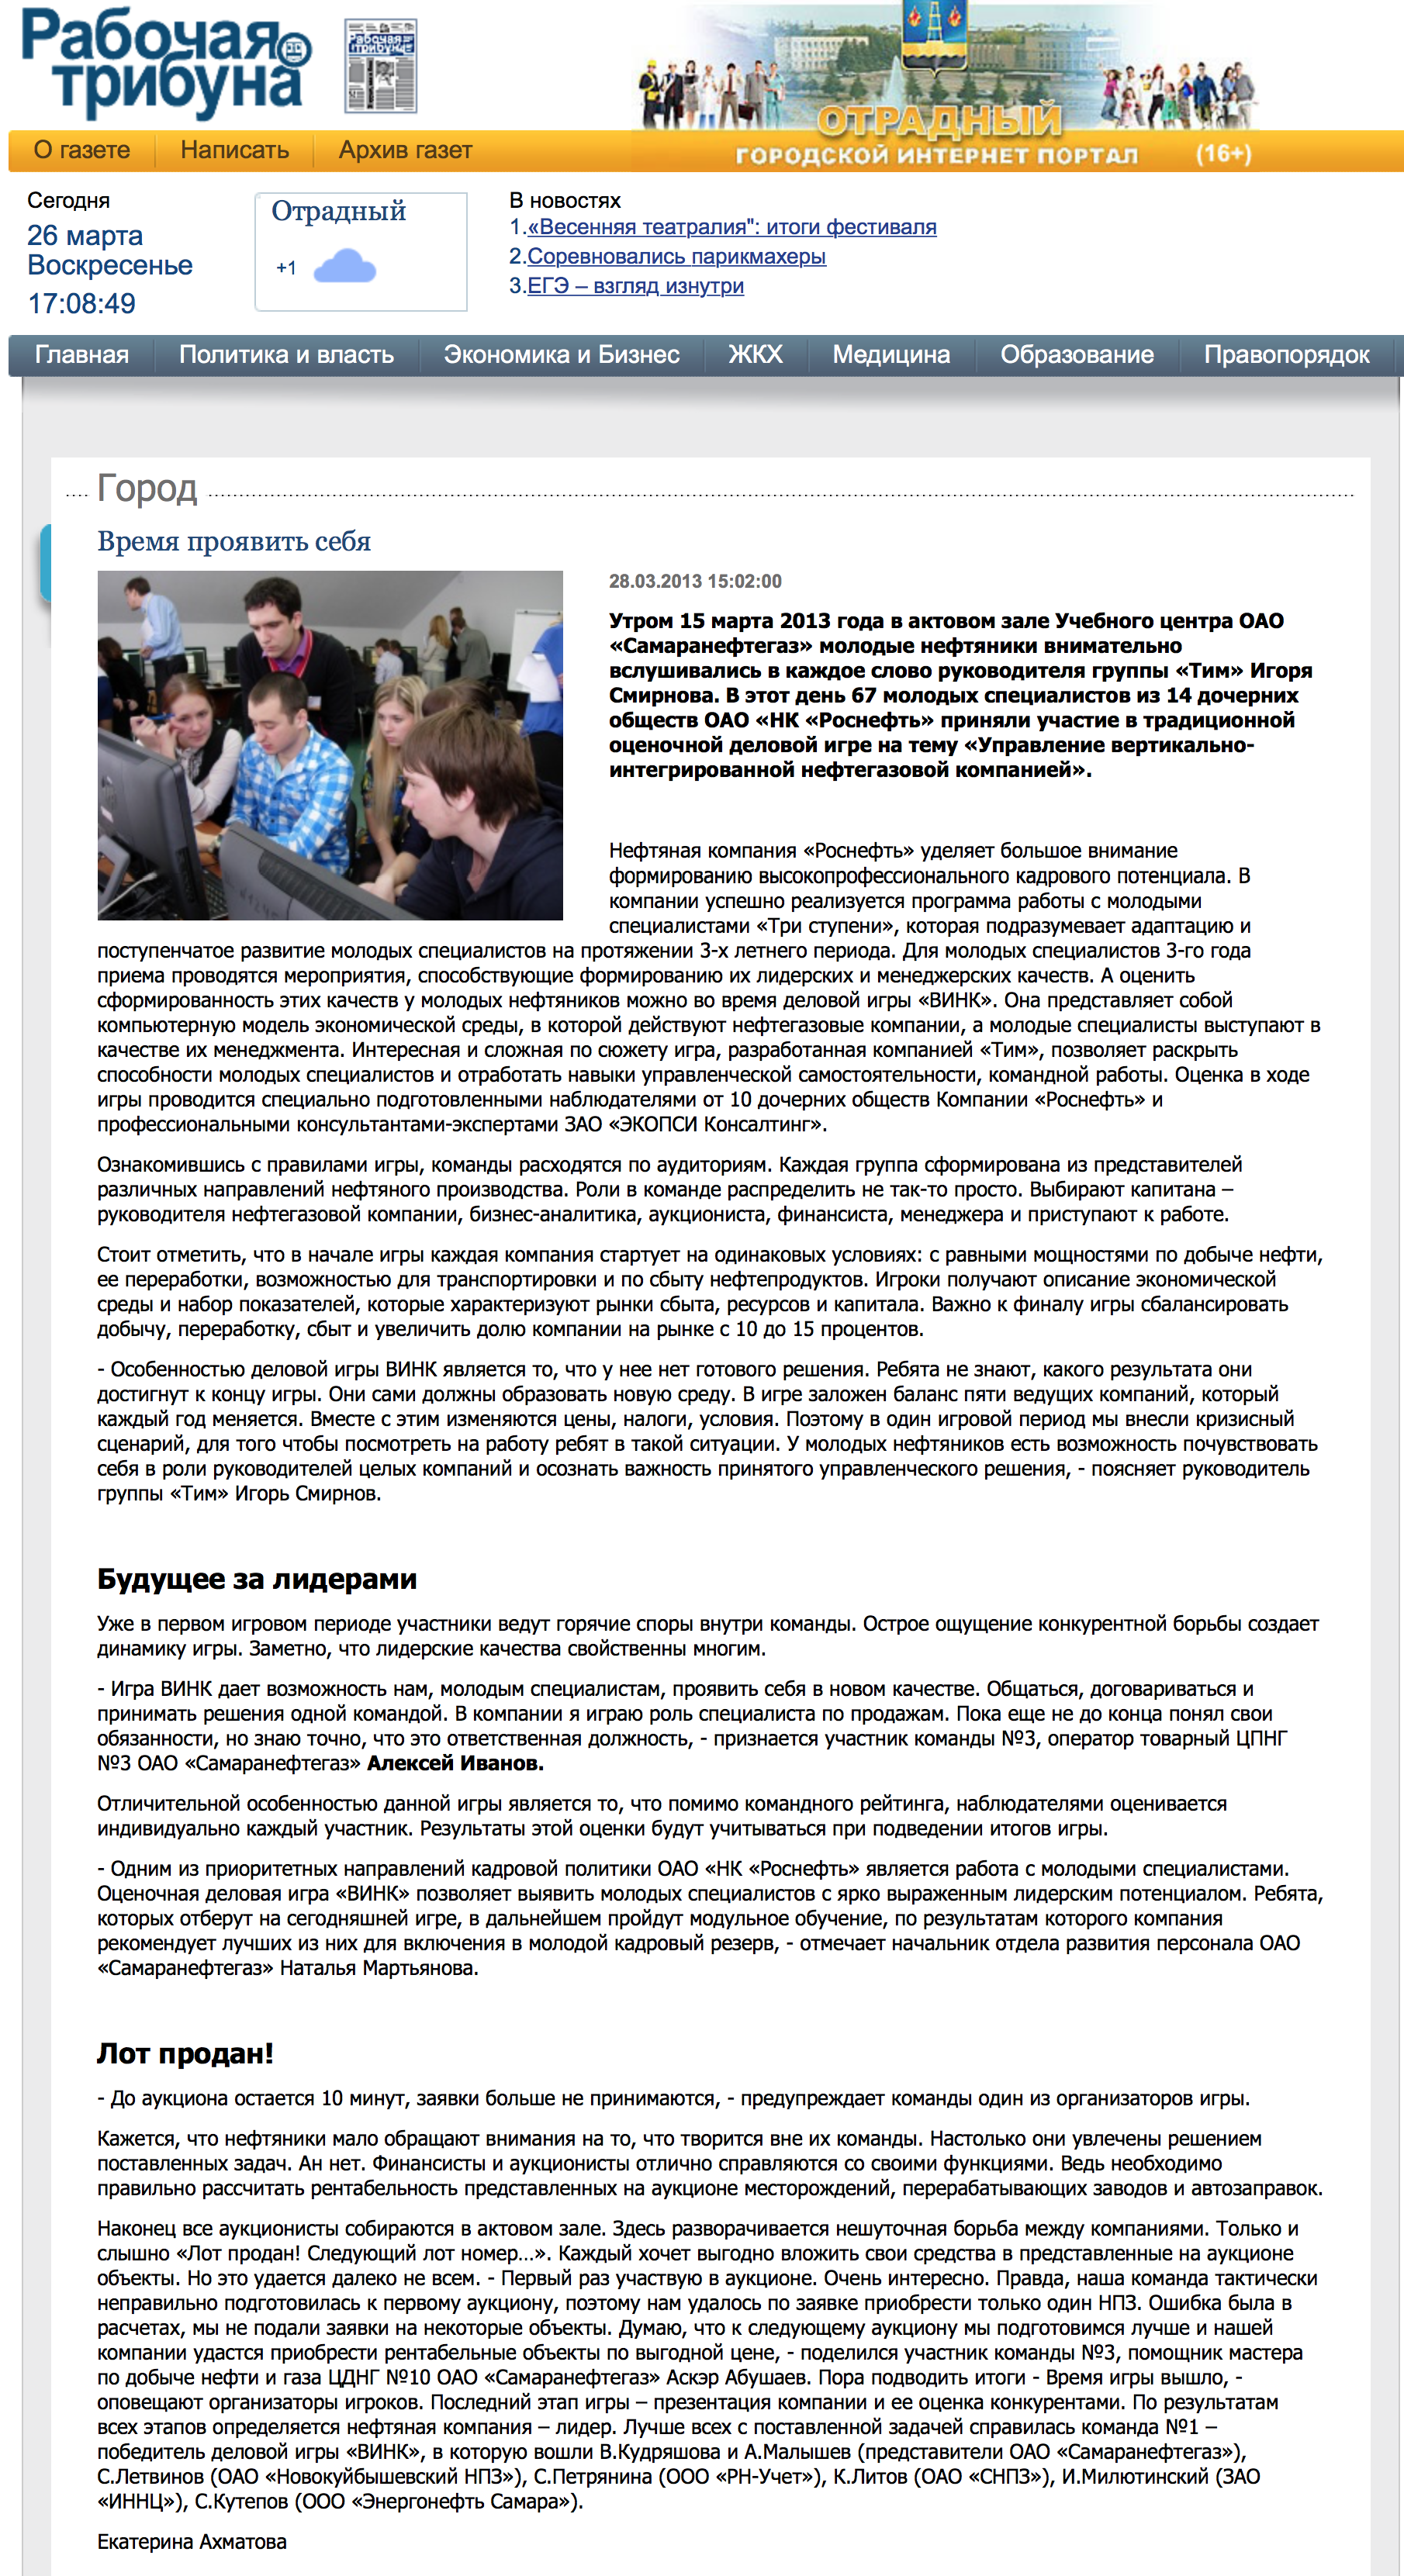 Рабочая
трибуна
Рабочая
трибуна
ОТРАДНЫЙ
ГОРОДСКОЙ ИНТЕРНЕТ ПОРТАЛ (16+)
О газете Написать Архив газет
Сегодня
26 марта
Воскресенье
17:08:49
Отрадный
+1
В новостях
1.«Весенняя театралия": итоги фестиваля
2.Соревновались парикмахеры
3.ЕГЭ – взгляд изнутри
Главная Политика и власть Экономика и Бизнес ЖКХ Медицина Образование Правопорядок
Город
Время проявить себя
28.03.2013 15:02:00
Утром 15 марта 2013 года в актовом зале Учебного центра ОАО
«Самаранефтегаз» молодые нефтяники внимательно
вслушивались в каждое слово руководителя группы «Тим» Игоря
Смирнова. В этот день 67 молодых специалистов из 14 дочерних
обществ ОАО «НК «Роснефть» приняли участие в традиционной
оценочной деловой игре на тему «Управление вертикально-
интегрированной нефтегазовой компанией».
Нефтяная компания «Роснефть» уделяет большое внимание
формированию высокопрофессионального кадрового потенциала. В
компании успешно реализуется программа работы с молодыми
специалистами «Три ступени», которая подразумевает адаптацию и
поступенчатое развитие молодых специалистов на протяжении 3-х летнего периода. Для молодых специалистов 3-го года
приема проводятся мероприятия, способствующие формированию их лидерских и менеджерских качеств. А оценить
сформированность этих качеств у молодых нефтяников можно во время деловой игры «ВИНК». Она представляет собой
компьютерную модель экономической среды, в которой действуют нефтегазовые компании, а молодые специалисты выступают в
качестве их менеджмента. Интересная и сложная по сюжету игра, разработанная компанией «Тим», позволяет раскрыть
способности молодых специалистов и отработать навыки управленческой самостоятельности, командной работы. Оценка в ходе
игры проводится специально подготовленными наблюдателями от 10 дочерних обществ Компании «Роснефть» и
профессиональными консультантами-экспертами ЗАО «ЭКОПСИ Консалтинг».
Ознакомившись с правилами игры, команды расходятся по аудиториям. Каждая группа сформирована из представителей
различных направлений нефтяного производства. Роли в команде распределить не так-то просто. Выбирают капитана –
руководителя нефтегазовой компании, бизнес-аналитика, аукциониста, финансиста, менеджера и приступают к работе.
Стоит отметить, что в начале игры каждая компания стартует на одинаковых условиях: с равными мощностями по добыче нефти,
ее переработки, возможностью для транспортировки и по сбыту нефтепродуктов. Игроки получают описание экономической
среды и набор показателей, которые характеризуют рынки сбыта, ресурсов и капитала. Важно к финалу игры сбалансировать
добычу, переработку, сбыт и увеличить долю компании на рынке с 10 до 15 процентов.
- Особенностью деловой игры ВИНК является то, что у нее нет готового решения. Ребята не знают, какого результата они
достигнут к концу игры. Они сами должны образовать новую среду. В игре заложен баланс пяти ведущих компаний, который
каждый год меняется. Вместе с этим изменяются цены, налоги, условия. Поэтому в один игровой период мы внесли кризисный
сценарий, для того чтобы посмотреть на работу ребят в такой ситуации. У молодых нефтяников есть возможность почувствовать
себя в роли руководителей целых компаний и осознать важность принятого управленческого решения, - поясняет руководитель
группы «Тим» Игорь Смирнов.
Будущее за лидерами
Уже в первом игровом периоде участники ведут горячие споры внутри команды. Острое ощущение конкурентной борьбы создает
динамику игры. Заметно, что лидерские качества свойственны многим.
- Игра ВИНК дает возможность нам, молодым специалистам, проявить себя в новом качестве. Общаться, договариваться и
принимать решения одной командой. В компании я играю роль специалиста по продажам. Пока еще не до конца понял свои
обязанности, но знаю точно, что это ответственная должность, - признается участник команды №3, оператор товарный ЦПНГ
№3 ОАО «Самаранефтегаз» Алексей Иванов.
Отличительной особенностью данной игры является то, что помимо командного рейтинга, наблюдателями оценивается
индивидуально каждый участник. Результаты этой оценки будут учитываться при подведении итогов игры.
- Одним из приоритетных направлений кадровой политики ОАО «НК «Роснефть» является работа с молодыми специалистами.
Оценочная деловая игра «ВИНК» позволяет выявить молодых специалистов с ярко выраженным лидерским потенциалом. Ребята,
которых отберут на сегодняшней игре, в дальнейшем пройдут модульное обучение, по результатам которого компания
рекомендует лучших из них для включения в молодой кадровый резерв, - отмечает начальник отдела развития персонала ОАО
«Самаранефтегаз» Наталья Мартьянова.
Лот продан!
- До аукциона остается 10 минут, заявки больше не принимаются, - предупреждает команды один из организаторов игры.
Кажется, что нефтяники мало обращают внимания на то, что творится вне их команды. Настолько они увлечены решением
поставленных задач. Ан нет. Финансисты и аукционисты отлично справляются со своими функциями. Ведь необходимо
правильно рассчитать рентабельность представленных на аукционе месторождений, перерабатывающих заводов и автозаправок.
Наконец все аукционисты собираются в актовом зале. Здесь разворачивается нешуточная борьба между компаниями. Только и
слышно «Лот продан! Следующий лот номер…». Каждый хочет выгодно вложить свои средства в представленные на аукционе
объекты. Но это удается далеко не всем. - Первый раз участвую в аукционе. Очень интересно. Правда, наша команда тактически
неправильно подготовилась к первому аукциону, поэтому нам удалось по заявке приобрести только один НПЗ. Ошибка была в
расчетах, мы не подали заявки на некоторые объекты. Думаю, что к следующему аукциону мы подготовимся лучше и нашей
компании удастся приобрести рентабельные объекты по выгодной цене, - поделился участник команды №3, помощник мастера
по добыче нефти и газа ЦДНГ №10 ОАО «Самаранефтегаз» Аскэр Абушаев. Пора подводить итоги - Время игры вышло, -
оповещают организаторы игроков. Последний этап игры – презентация компании и ее оценка конкурентами. По результатам
всех этапов определяется нефтяная компания – лидер. Лучше всех с поставленной задачей справилась команда №1 –
победитель деловой игры «ВИНК», в которую вошли В.Кудряшова и А.Малышев (представители ОАО «Самаранефтегаз»),
С.Летвинов (ОАО «Новокуйбышевский НПЗ»), С.Петрянина (ООО «РН-Учет»), К.Литов (ОАО «СНПЗ»), И.Милютинский (ЗАО
«ИННЦ»), С.Кутепов (ООО «Энергонефть Самара»).
Екатерина Ахматова